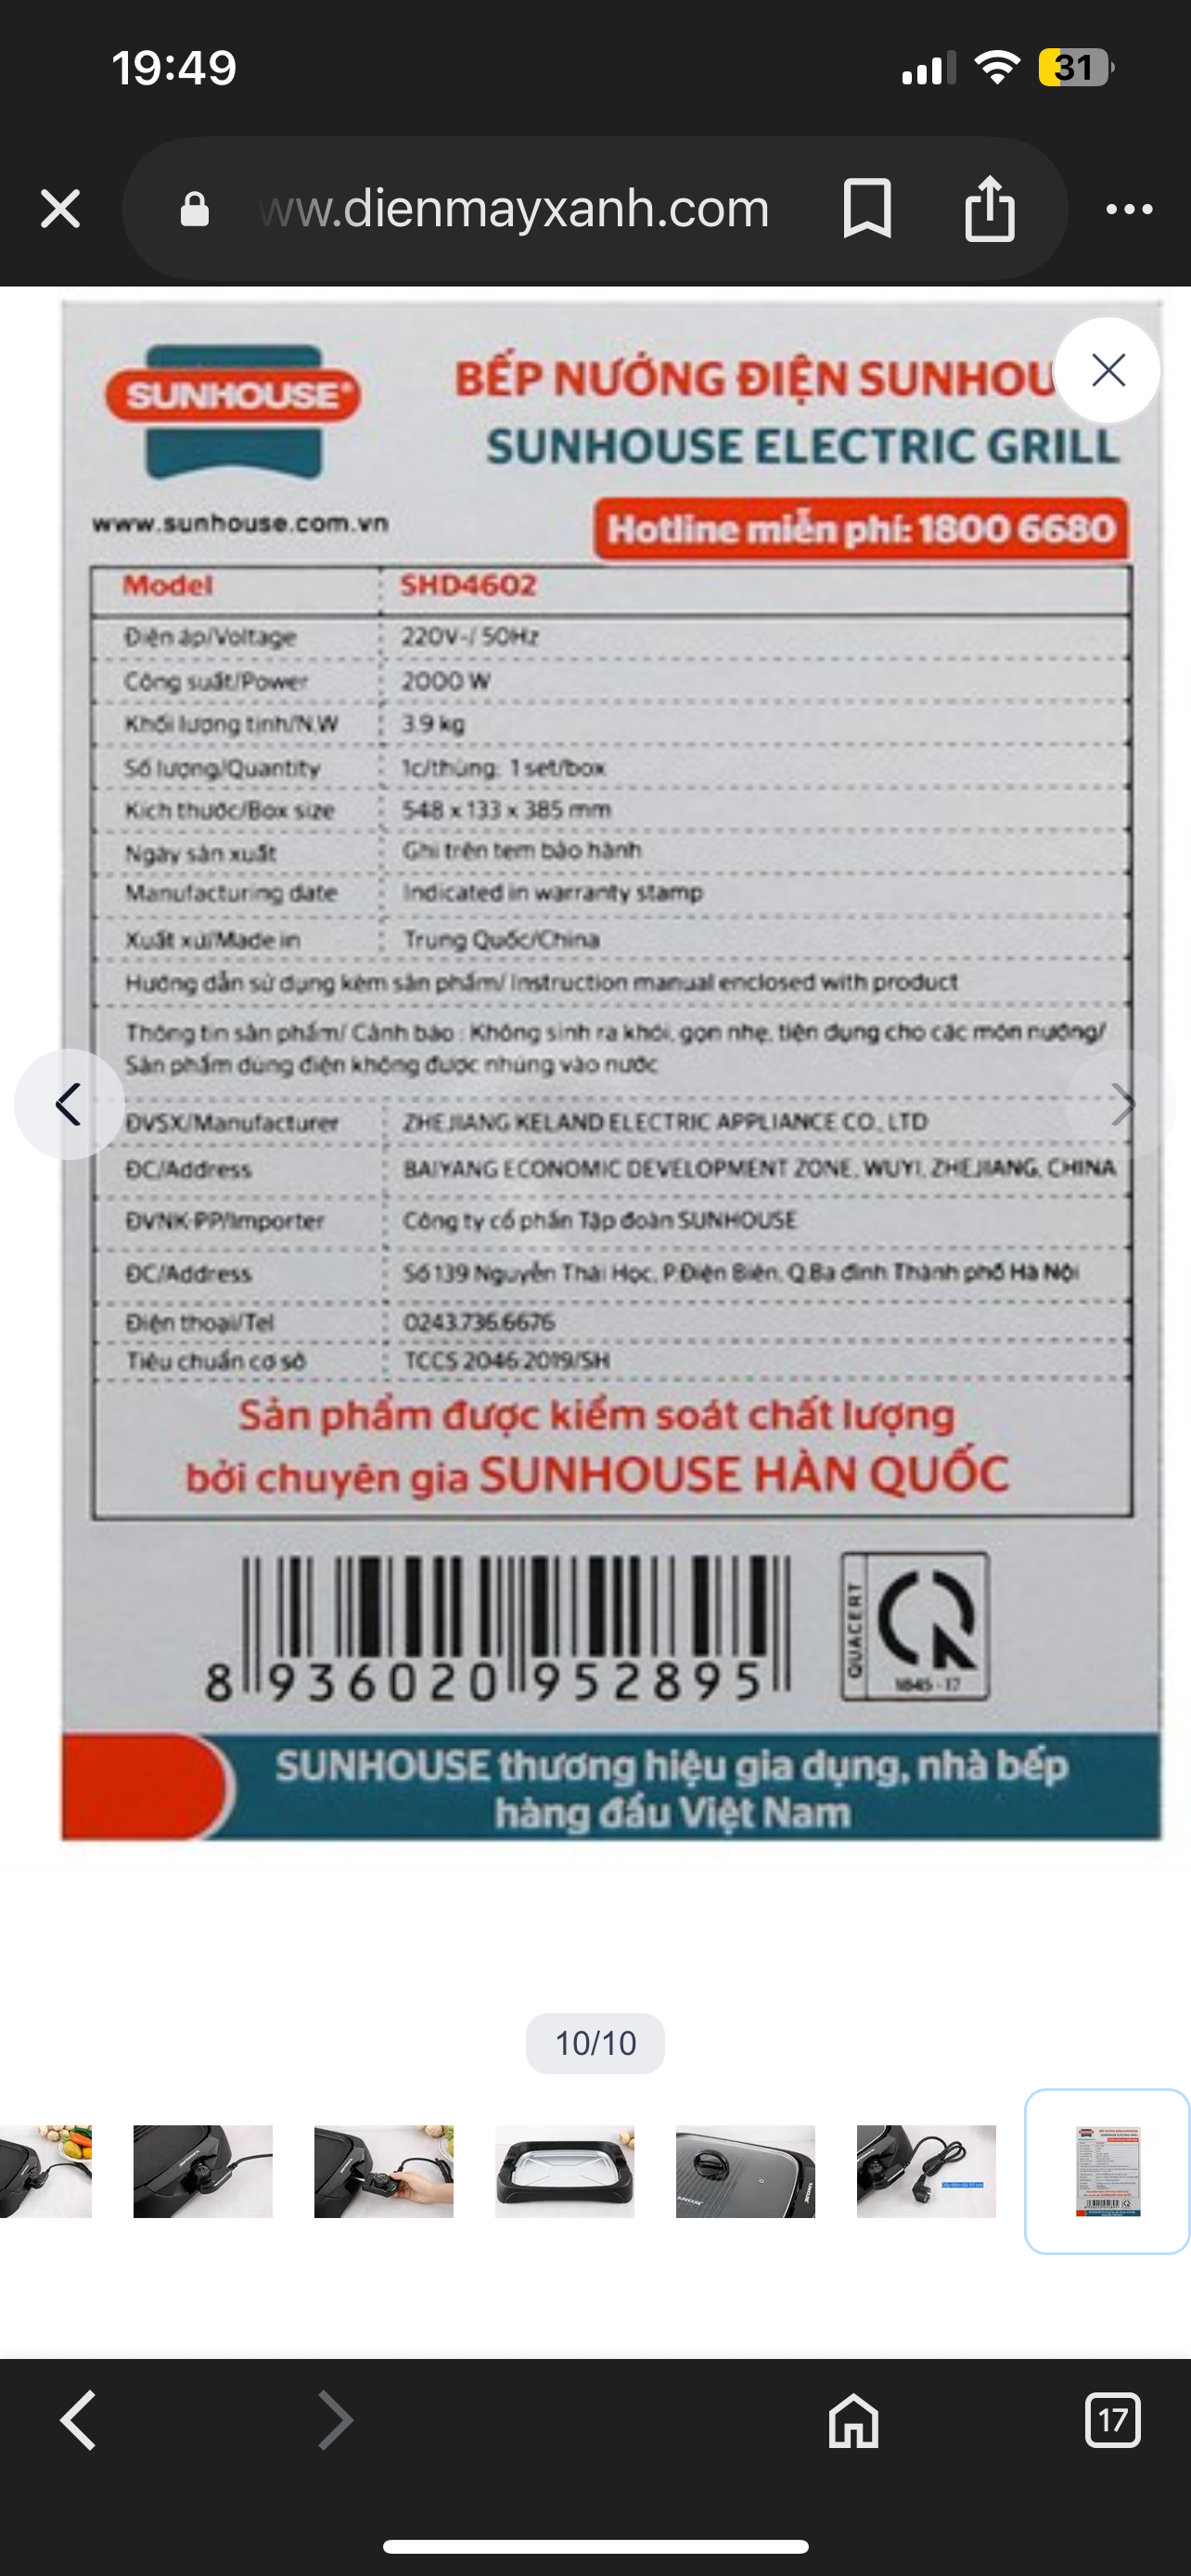 19:49
31
ww.dienmayxanh.com
SUNHOUSE®
BẾP NƯỚNG ĐIỆN SUNHOU
SUNHOUSE ELECTRIC GRILL
www.sunhouse.com.vn
Hotline miễn phí: 1800 6680
Model SHD4602
Điện áp/Voltage 220V~/ 50Hz
Công suất/Power 2000 W
Khối lượng tịnh/N.W 3.9 kg
Số lượng/Quantity 1c/thùng; 1 set/box
Kích thước/Box size 548 x 133 x 385 mm
Ngày sản xuất Ghi trên tem bảo hành
Manufacturing date Indicated in warranty stamp
Xuất xứ/Made in Trung Quốc/China
Hướng dẫn sử dụng kèm sản phẩm/ Instruction manual enclosed with product
Thông tin sản phẩm/ Cảnh báo : Không sinh ra khói, gọn nhẹ, tiện dụng cho các món nướng/
Sản phẩm dùng điện không được nhúng vào nước
ĐVSX/Manufacturer ZHEJIANG KELAND ELECTRIC APPLIANCE CO., LTD
ĐC/Address BAIYANG ECONOMIC DEVELOPMENT ZONE, WUYI, ZHEJIANG, CHINA
ĐVNK-PP/Importer Công ty cổ phần Tập đoàn SUNHOUSE
ĐC/Address Số 139 Nguyễn Thái Học, P.Điện Biên, Q.Ba đình Thành phố Hà Nội
Điện thoại/Tel 0243.736.6676
Tiêu chuẩn cơ sở TCCS 2046:2019/SH
Sản phẩm được kiểm soát chất lượng
bởi chuyên gia SUNHOUSE HÀN QUỐC
8 936020 952895
QUACERT
1845 - 17
SUNHOUSE thương hiệu gia dụng, nhà bếp
hàng đầu Việt Nam
10/10
17